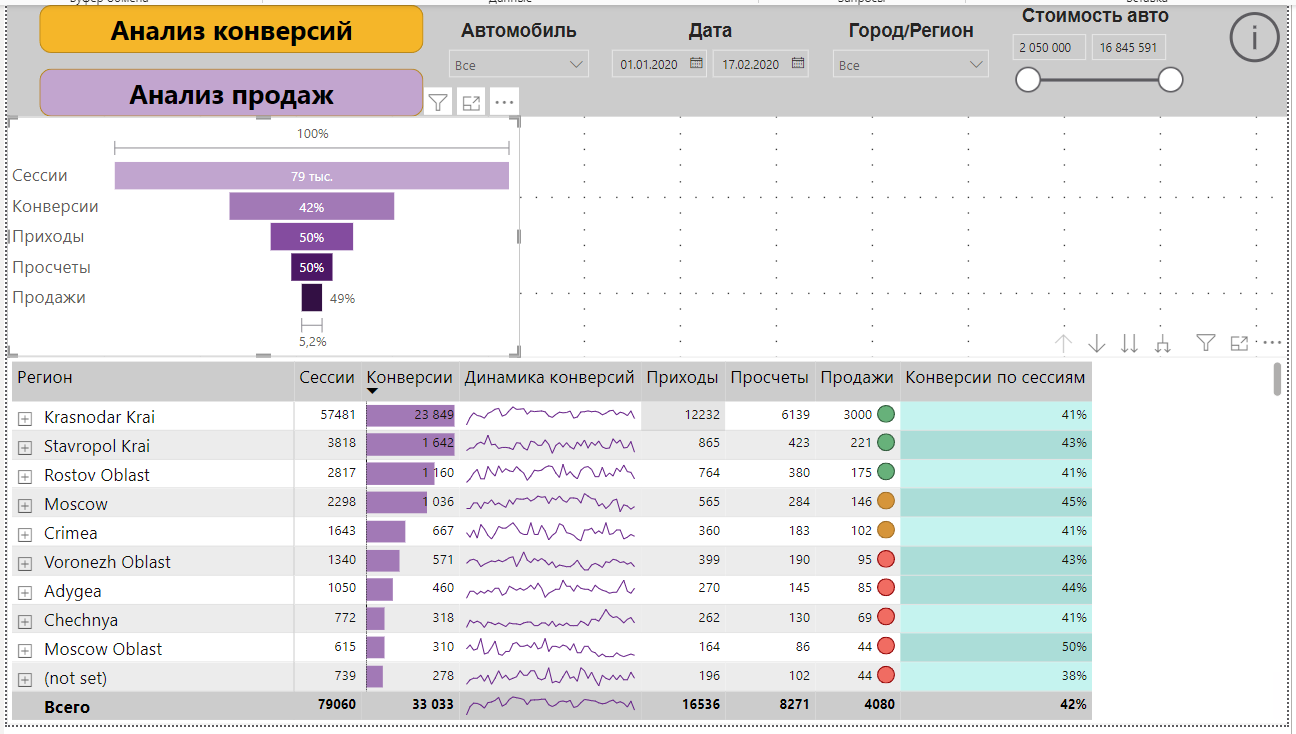 Буфер обмена Данные Запросы Вставка
Анализ конверсий
Анализ продаж
Автомобиль
Все
Дата
01.01.2020 17.02.2020
Город/Регион
Все
Стоимость авто
2 050 000 16 845 591
i
100%
Сессии 79 тыс.
Конверсии 42%
Приходы 50%
Просчеты 50%
Продажи 49%
5,2%
Регион Сессии Конверсии Динамика конверсий Приходы Просчеты Продажи Конверсии по сессиям
Krasnodar Krai 57481 23 849 12232 6139 3000 41%
Stavropol Krai 3818 1 642 865 423 221 43%
Rostov Oblast 2817 1 160 764 380 175 41%
Moscow 2298 1 036 565 284 146 45%
Crimea 1643 667 360 183 102 41%
Voronezh Oblast 1340 571 399 190 95 43%
Adygea 1050 460 270 145 85 44%
Chechnya 772 318 262 130 69 41%
Moscow Oblast 615 310 164 86 44 50%
(not set) 739 278 196 102 44 38%
Всего 79060 33 033 16536 8271 4080 42%